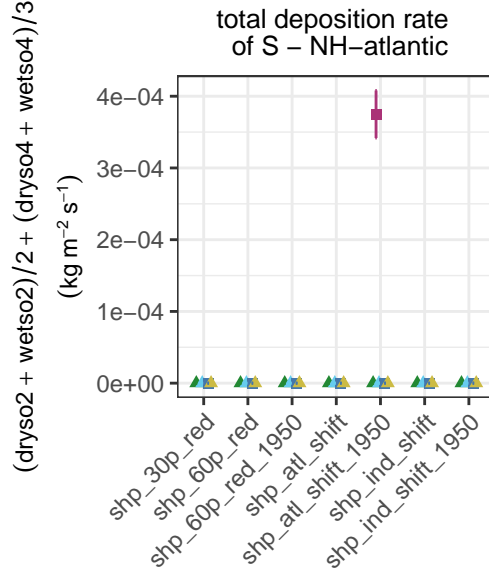 total deposition rate
of S − NH−atlantic
(dryso2 + wetso2)/2 + (dryso4 + wetso4)/3
(kg m⁻² s⁻¹)
4e−04
3e−04
2e−04
1e−04
0e+00
shp_30p_red
shp_60p_red
shp_60p_red_1950
shp_atl_shift
shp_atl_shift_1950
shp_ind_shift
shp_ind_shift_1950